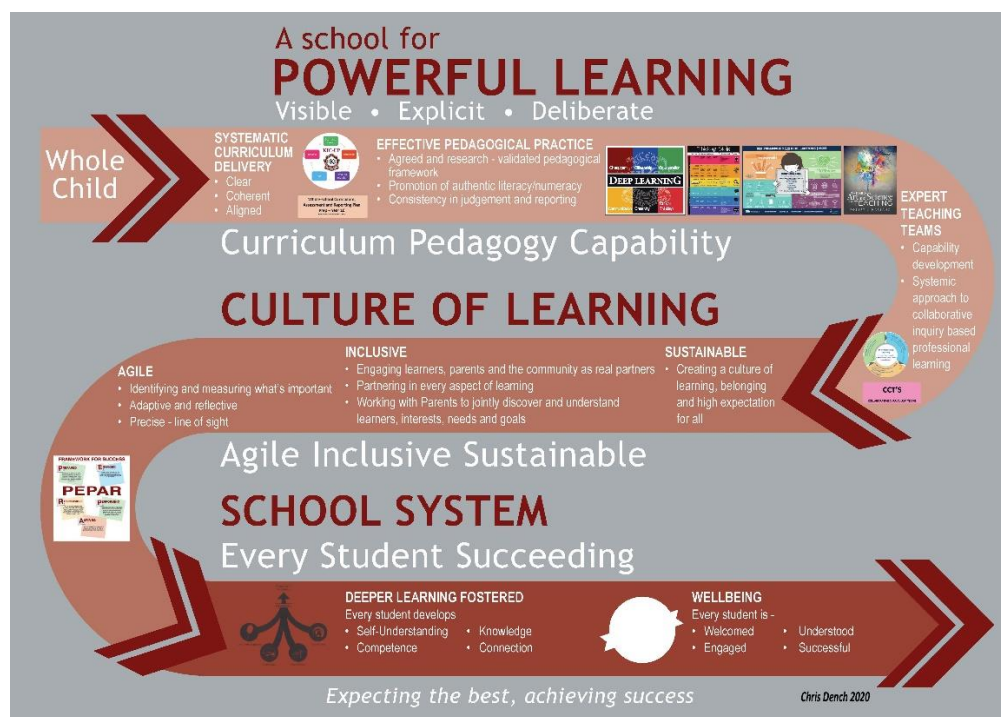 A school for
POWERFUL LEARNING
Visible • Explicit • Deliberate
Whole
Child
SYSTEMATIC
CURRICULUM
DELIVERY
• Clear
• Coherent
• Aligned
EFFECTIVE PEDAGOGICAL PRACTICE
• Agreed and research - validated pedagogical
framework
• Promotion of authentic literacy/numeracy
• Consistency in judgement and reporting
DEEP LEARNING
EXPERT
TEACHING
TEAMS
• Capability
development
• Systemic
approach to
collaborative
inquiry based
professional
learning
CCT'S
Curriculum Pedagogy Capability
CULTURE OF LEARNING
AGILE
• Identifying and measuring what's important
• Adaptive and reflective
• Precise - line of sight
INCLUSIVE
• Engaging learners, parents and the community as real partners
• Partnering in every aspect of learning
• Working with Parents to jointly discover and understand
learners, interests, needs and goals
SUSTAINABLE
• Creating a culture of
learning, belonging
and high expectation
for all
Agile Inclusive Sustainable
FRAMEWORK FOR SUCCESS
PEPAR
SCHOOL SYSTEM
Every Student Succeeding
DEEPER LEARNING FOSTERED
Every student develops
• Self-Understanding • Knowledge
• Competence • Connection
WELLBEING
Every student is -
• Welcomed • Understood
• Engaged • Successful
Expecting the best, achieving success
Chris Dench 2020